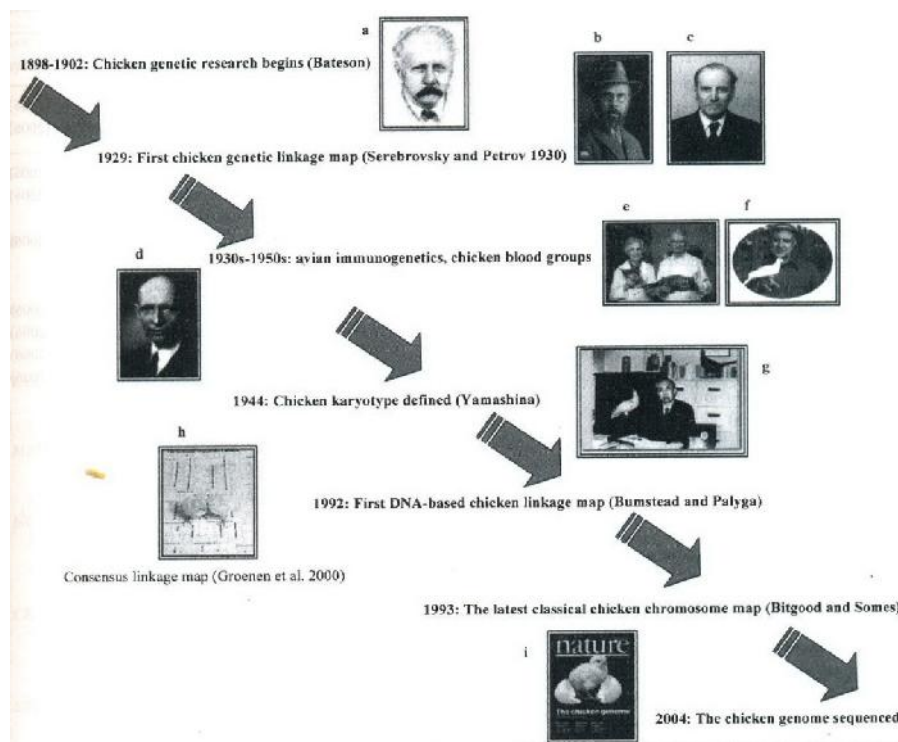 a
1898-1902: Chicken genetic research begins (Bateson)
b c
1929: First chicken genetic linkage map (Serebrovsky and Petrov 1930)
e f
1930s-1950s: avian immunogenetics, chicken blood groups
d
g
1944: Chicken karyotype defined (Yamashina)
h
1992: First DNA-based chicken linkage map (Bumstead and Palyga)
Consensus linkage map (Groenen et al. 2000)
1993: The latest classical chicken chromosome map (Bitgood and Somes)
i
nature
The chicken genome
2004: The chicken genome sequenced